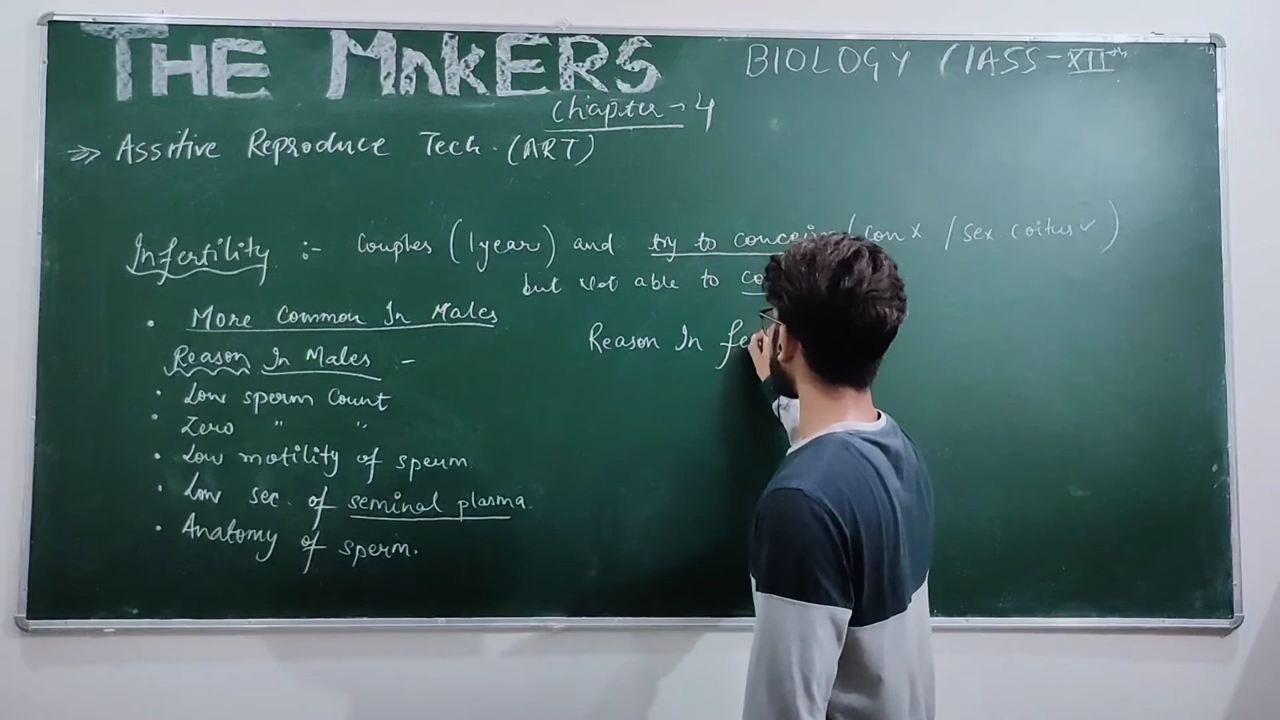 THE MAKERS
BIOLOGY CLASS-XII th
Chapter → 4
⇒ Assitive Reproduce Tech. (ART)
Infertility :- Couples (1year) and try to conceive (con x / sex coitus ✓)
but not able to
• More Common In Males
Reason In Males -
Reason In fe
• Low sperm Count
• Zero " "
• Low motility of sperm
• Low sec. of seminal plasma.
• Anatomy of sperm.